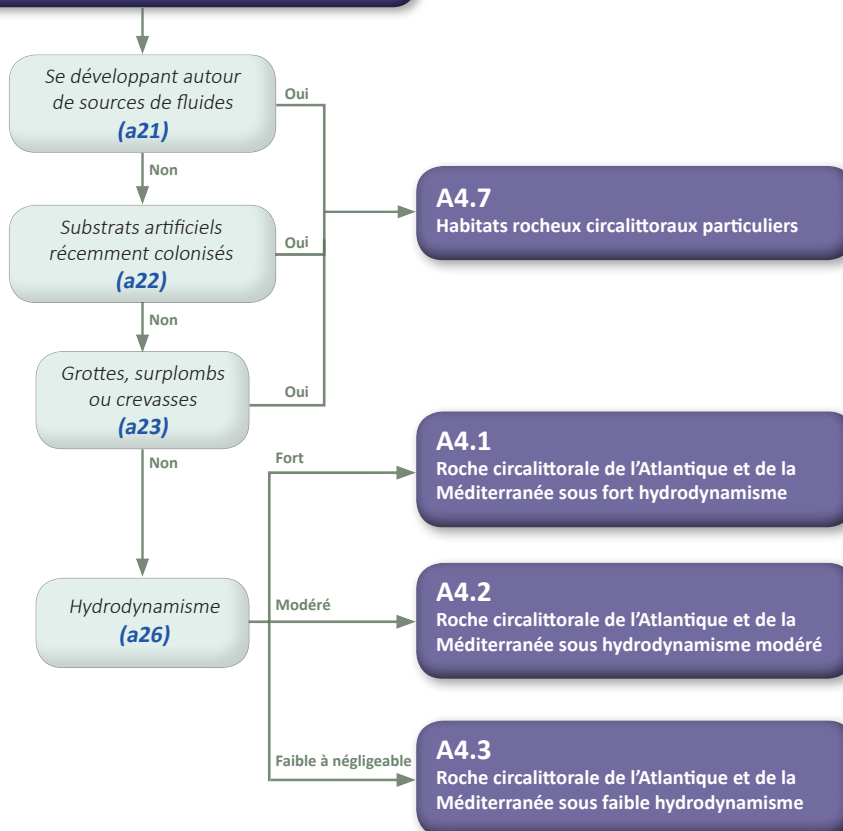 Se développant autour
de sources de fluides
(a21)
Oui
Non
Substrats artificiels
récemment colonisés
(a22)
Oui
Non
A4.7
Habitats rocheux circalittoraux particuliers
Grottes, surplombs
ou crevasses
(a23)
Oui
Non
Hydrodynamisme
(a26)
Fort
A4.1
Roche circalittorale de l'Atlantique et de la
Méditerranée sous fort hydrodynamisme
Modéré
A4.2
Roche circalittorale de l'Atlantique et de la
Méditerranée sous hydrodynamisme modéré
Faible à négligeable
A4.3
Roche circalittorale de l'Atlantique et de la
Méditerranée sous faible hydrodynamisme